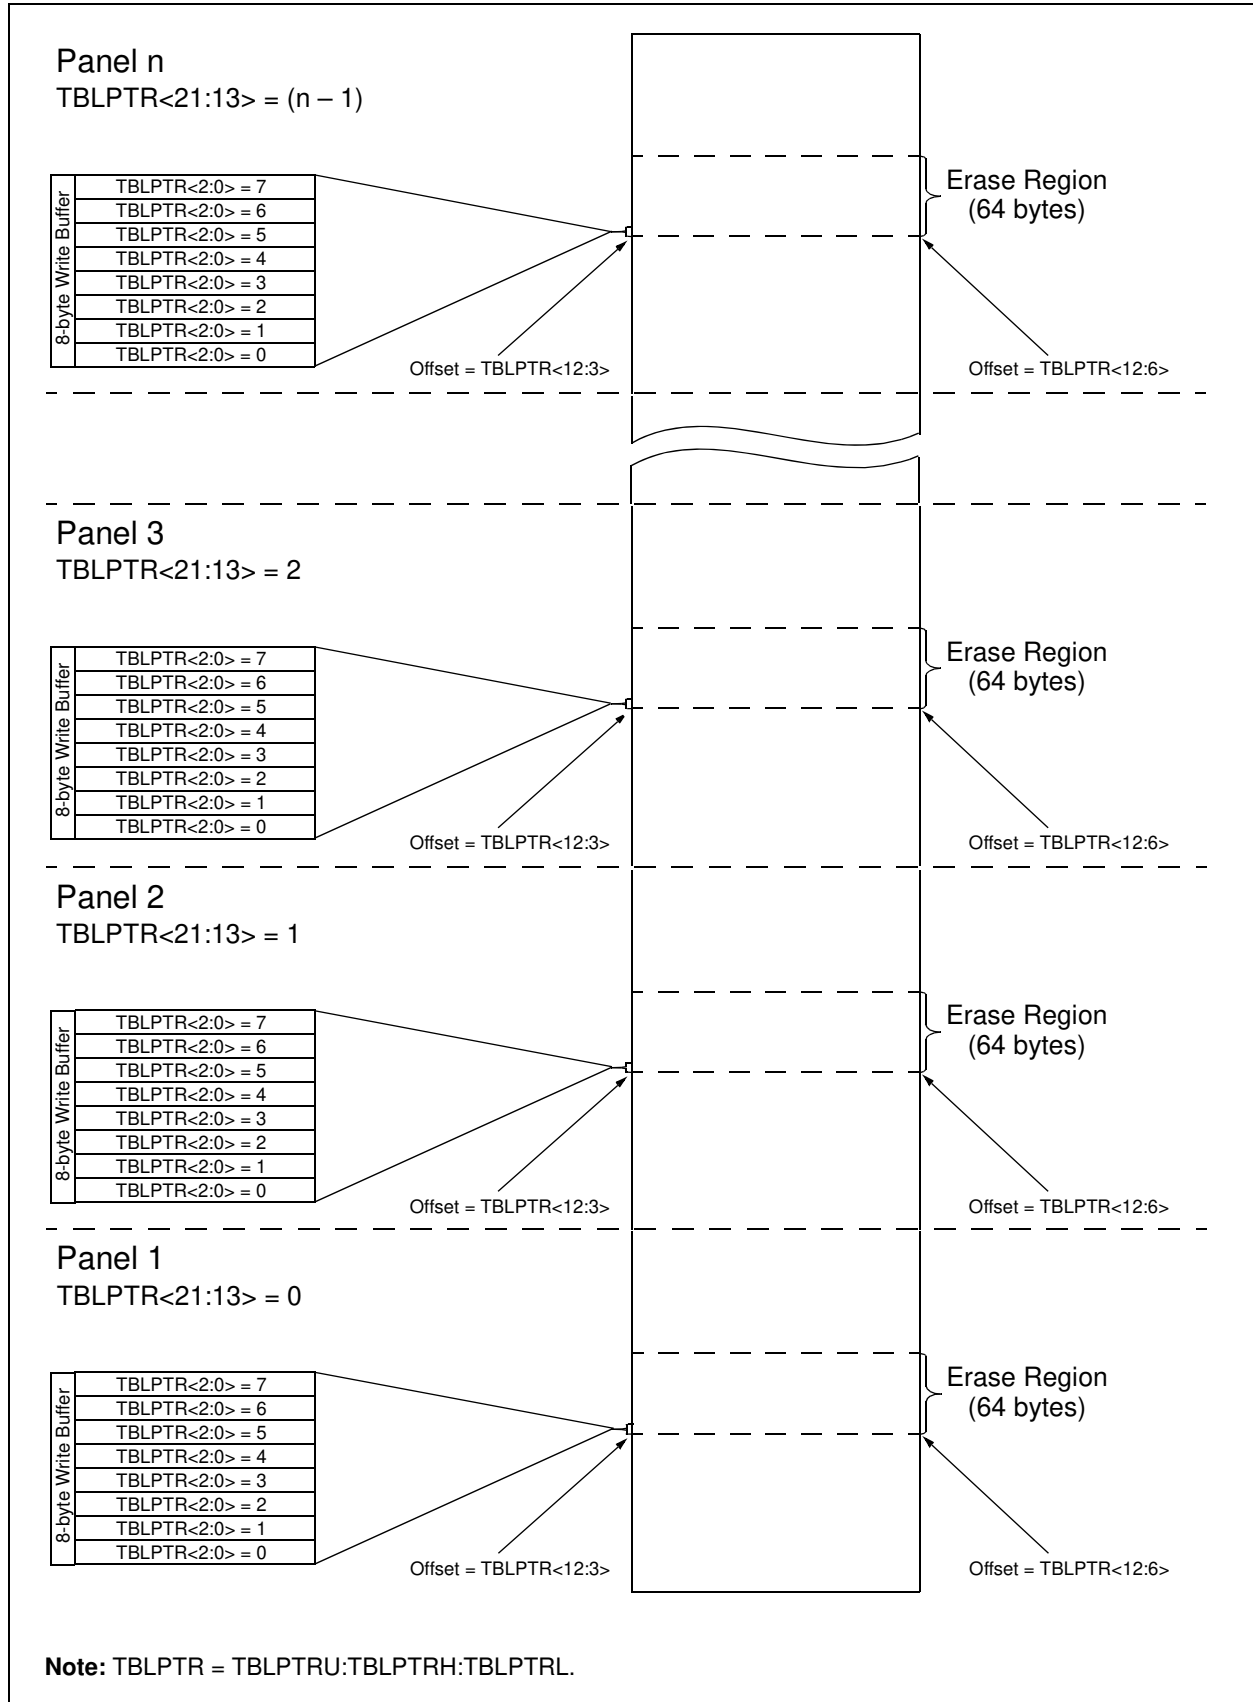 Panel n
TBLPTR<21:13> = (n – 1)
8-byte Write Buffer
TBLPTR<2:0> = 7
TBLPTR<2:0> = 6
TBLPTR<2:0> = 5
TBLPTR<2:0> = 4
TBLPTR<2:0> = 3
TBLPTR<2:0> = 2
TBLPTR<2:0> = 1
TBLPTR<2:0> = 0
Offset = TBLPTR<12:3>
Erase Region
(64 bytes)
Offset = TBLPTR<12:6>
Panel 3
TBLPTR<21:13> = 2
8-byte Write Buffer
TBLPTR<2:0> = 7
TBLPTR<2:0> = 6
TBLPTR<2:0> = 5
TBLPTR<2:0> = 4
TBLPTR<2:0> = 3
TBLPTR<2:0> = 2
TBLPTR<2:0> = 1
TBLPTR<2:0> = 0
Offset = TBLPTR<12:3>
Erase Region
(64 bytes)
Offset = TBLPTR<12:6>
Panel 2
TBLPTR<21:13> = 1
8-byte Write Buffer
TBLPTR<2:0> = 7
TBLPTR<2:0> = 6
TBLPTR<2:0> = 5
TBLPTR<2:0> = 4
TBLPTR<2:0> = 3
TBLPTR<2:0> = 2
TBLPTR<2:0> = 1
TBLPTR<2:0> = 0
Offset = TBLPTR<12:3>
Erase Region
(64 bytes)
Offset = TBLPTR<12:6>
Panel 1
TBLPTR<21:13> = 0
8-byte Write Buffer
TBLPTR<2:0> = 7
TBLPTR<2:0> = 6
TBLPTR<2:0> = 5
TBLPTR<2:0> = 4
TBLPTR<2:0> = 3
TBLPTR<2:0> = 2
TBLPTR<2:0> = 1
TBLPTR<2:0> = 0
Offset = TBLPTR<12:3>
Erase Region
(64 bytes)
Offset = TBLPTR<12:6>
Note: TBLPTR = TBLPTRU:TBLPTRH:TBLPTRL.